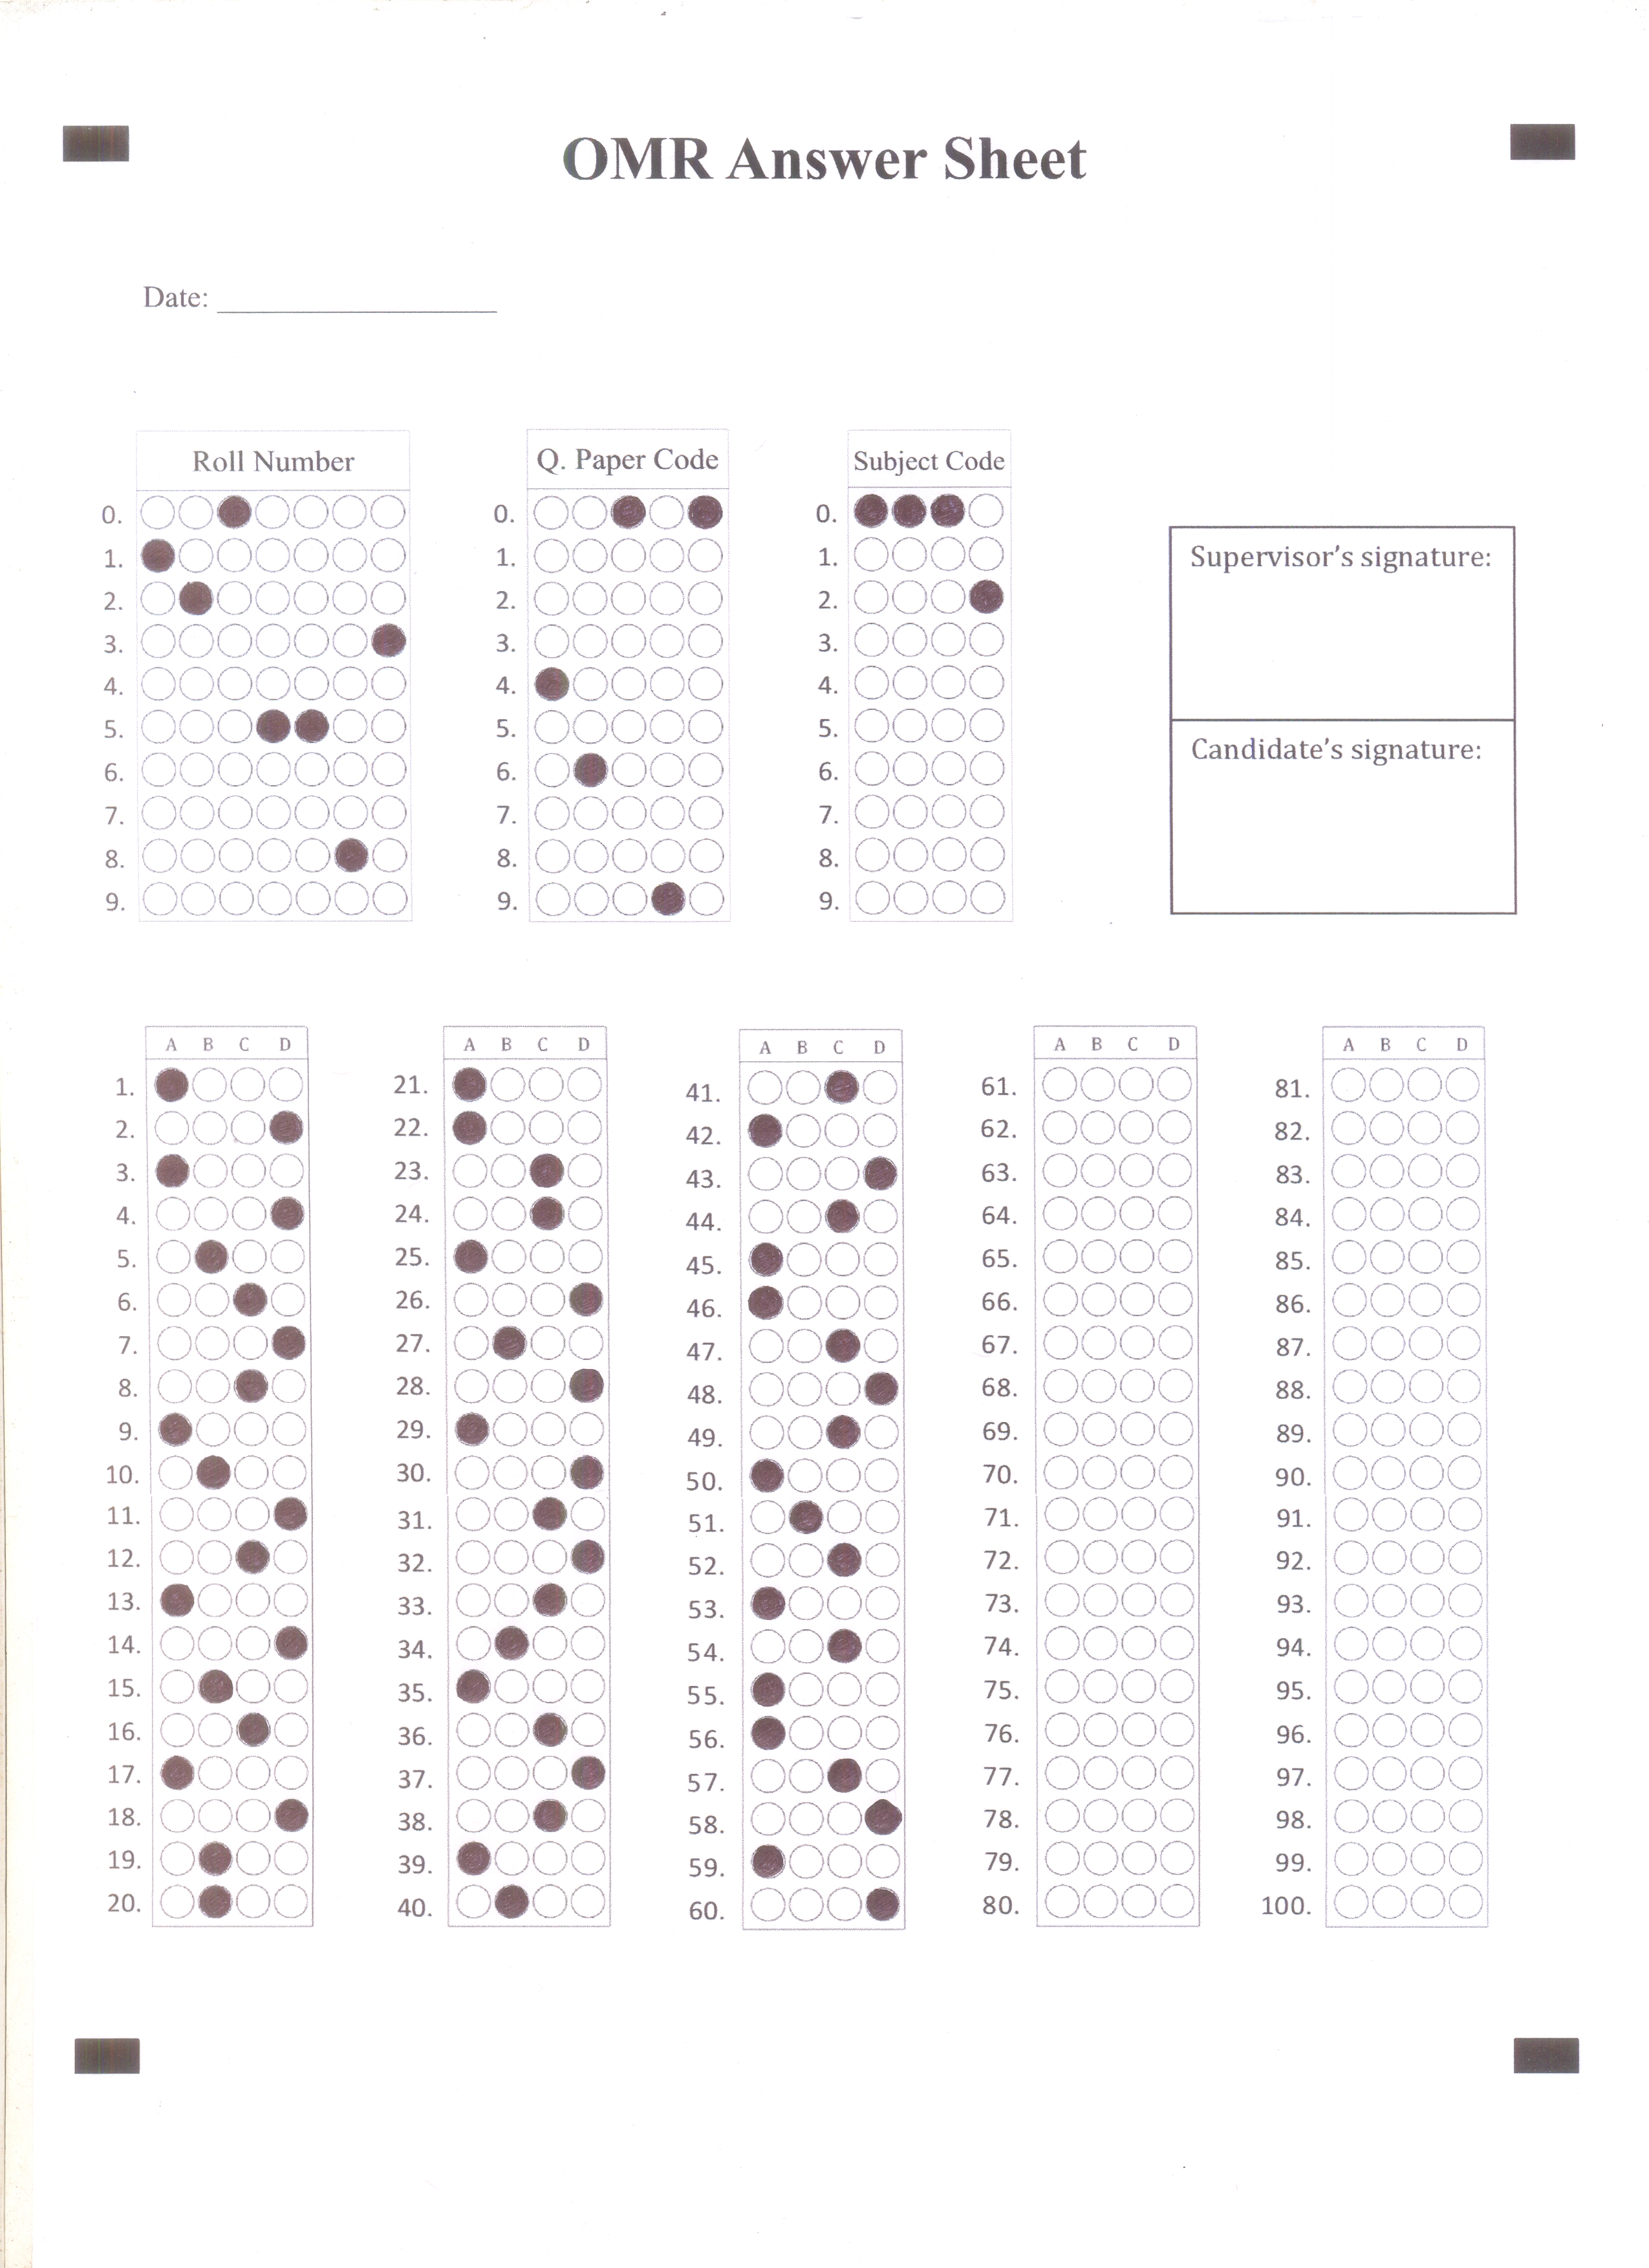 OMR Answer Sheet
Date:
Roll Number Q. Paper Code Subject Code
0. 0. 0.
1. 1. 1.
2. 2. 2.
3. 3. 3.
4. 4. 4.
5. 5. 5.
6. 6. 6.
7. 7. 7.
8. 8. 8.
9. 9. 9.
Supervisor's signature:
Candidate's signature:
A B C D A B C D A B C D A B C D A B C D
1. 21. 41. 61. 81.
2. 22. 42. 62. 82.
3. 23. 43. 63. 83.
4. 24. 44. 64. 84.
5. 25. 45. 65. 85.
6. 26. 46. 66. 86.
7. 27. 47. 67. 87.
8. 28. 48. 68. 88.
9. 29. 49. 69. 89.
10. 30. 50. 70. 90.
11. 31. 51. 71. 91.
12. 32. 52. 72. 92.
13. 33. 53. 73. 93.
14. 34. 54. 74. 94.
15. 35. 55. 75. 95.
16. 36. 56. 76. 96.
17. 37. 57. 77. 97.
18. 38. 58. 78. 98.
19. 39. 59. 79. 99.
20. 40. 60. 80. 100.